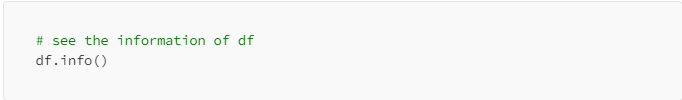 # see the information of df
df.info()